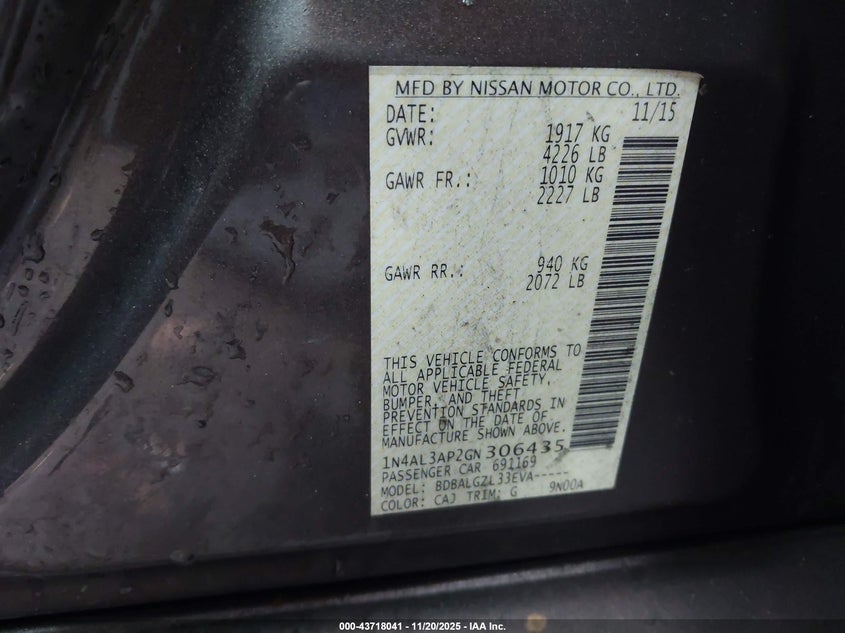 MFD BY NISSAN MOTOR CO., LTD.
DATE: 11/15
GVWR: 1917 KG
4226 LB
GAWR FR.: 1010 KG
2227 LB
GAWR RR.: 940 KG
2072 LB
THIS VEHICLE CONFORMS TO
ALL APPLICABLE FEDERAL
MOTOR VEHICLE SAFETY,
BUMPER, AND THEFT
PREVENTION STANDARDS IN
EFFECT ON THE DATE OF
MANUFACTURE SHOWN ABOVE.
1N4AL3AP2GN306435
PASSENGER CAR 691169
MODEL: BDBALGZL33EVA-----
COLOR: CAJ TRIM: G 9N00A
000-43718041 - 11/20/2025 - IAA Inc.